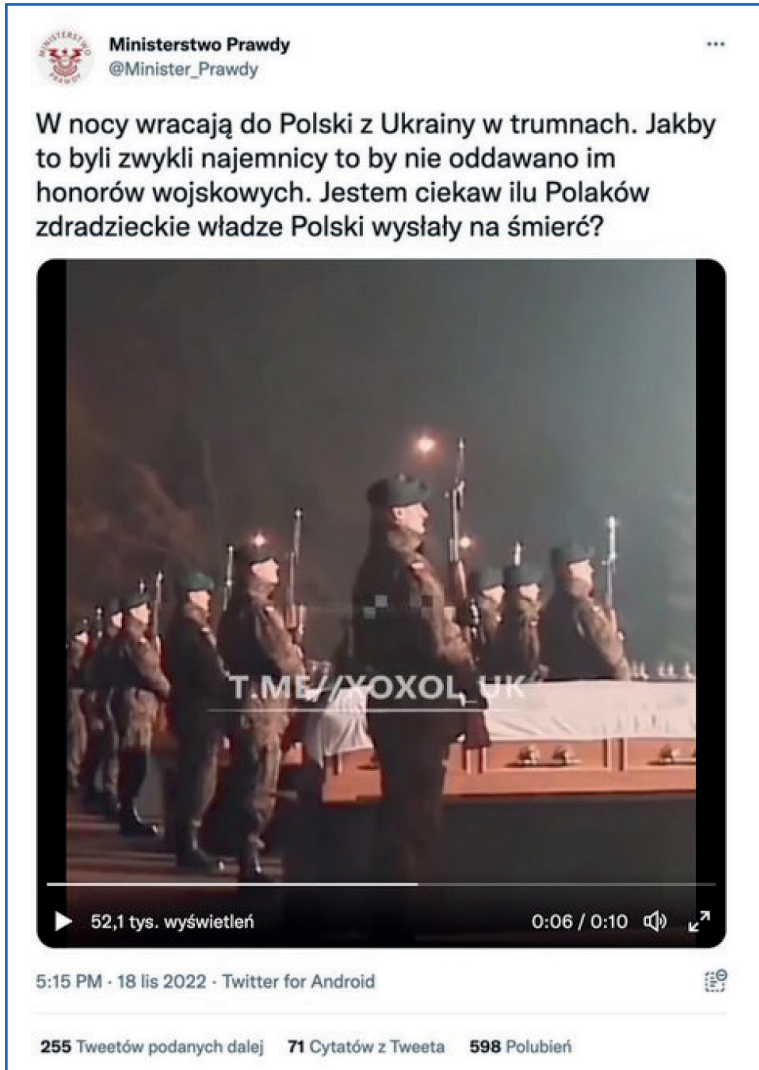 MINISTERSTWO
PRAWDY
Ministerstwo Prawdy
@Minister_Prawdy
W nocy wracają do Polski z Ukrainy w trumnach. Jakby
to byli zwykli najemnicy to by nie oddawano im
honorów wojskowych. Jestem ciekaw ilu Polaków
zdradzieckie władze Polski wysłały na śmierć?
T.ME//XOXOL_UK
52,1 tys. wyświetleń
0:06 / 0:10
5:15 PM · 18 lis 2022 · Twitter for Android
255 Tweetów podanych dalej 71 Cytatów z Tweeta 598 Polubień